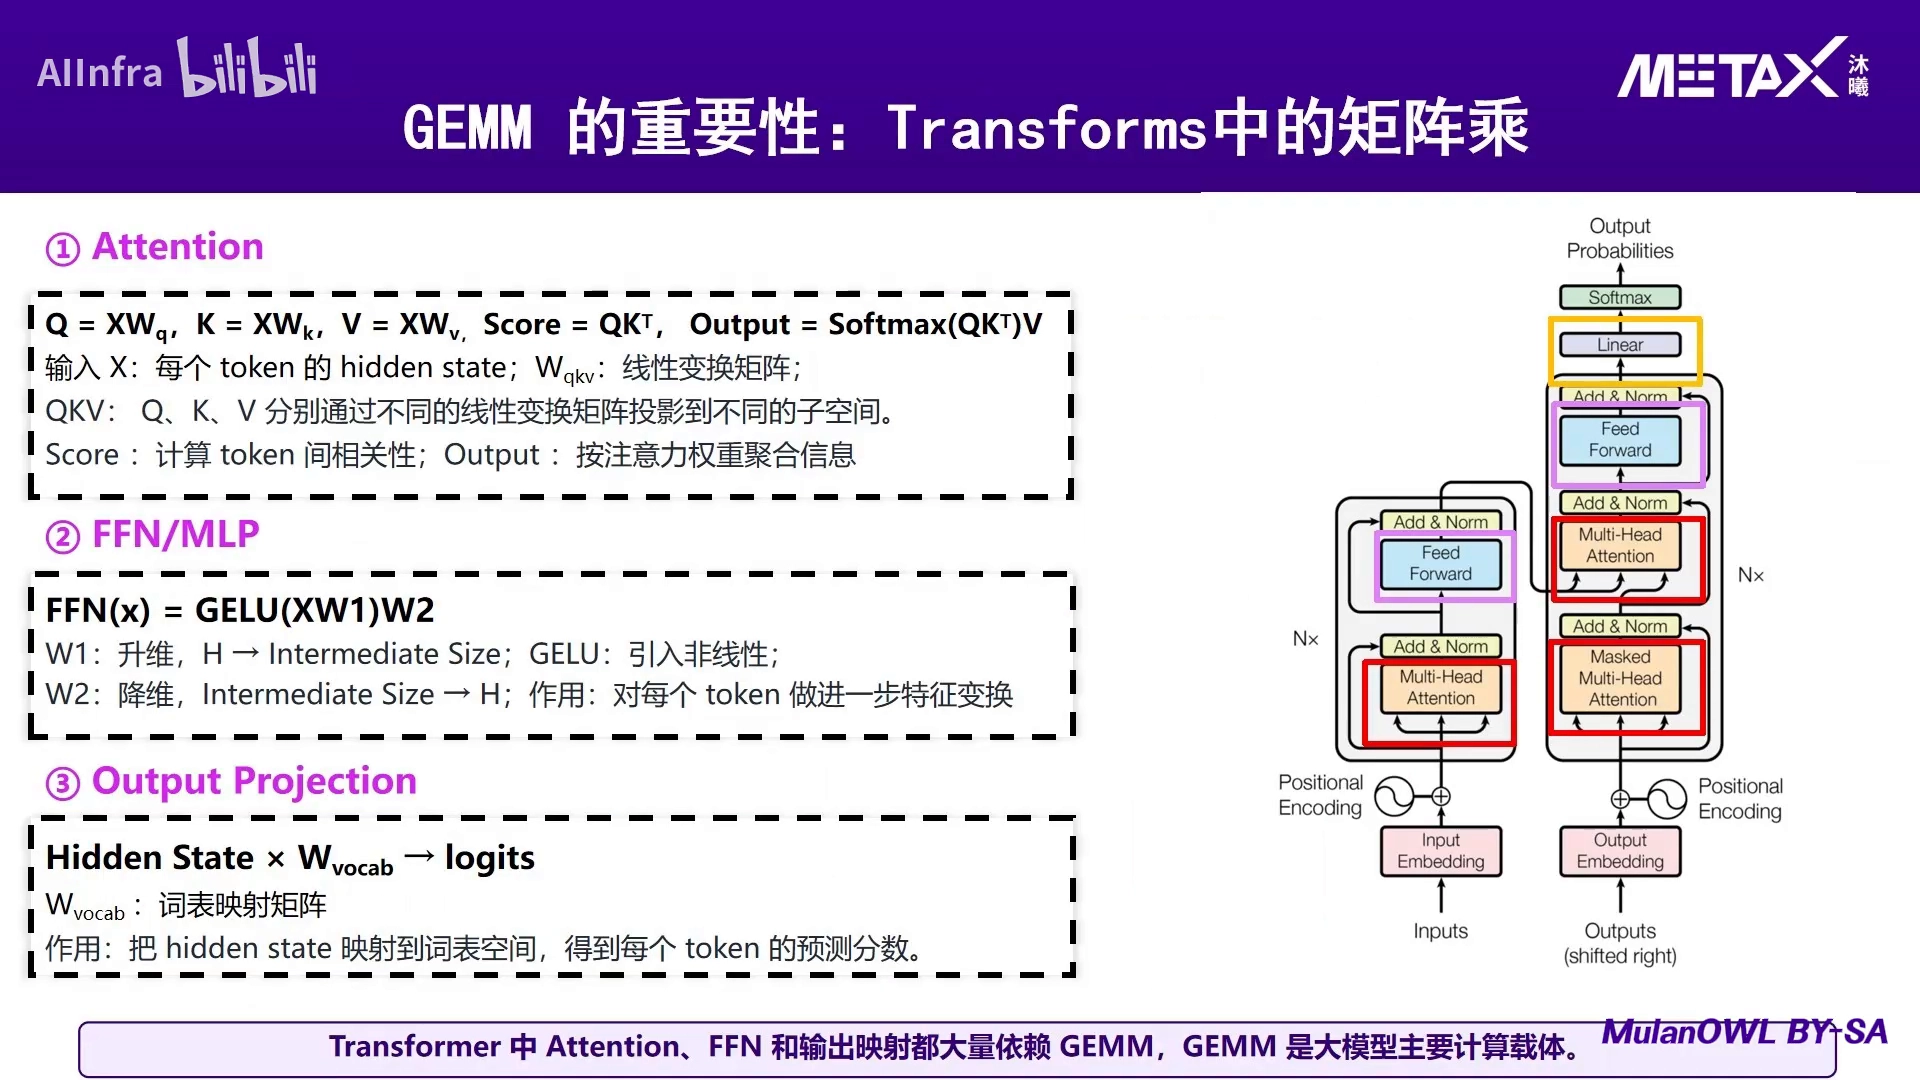 AIInfra bilibili
METAX 沐曦
GEMM 的重要性：Transforms中的矩阵乘
① Attention
Q = XWq, K = XWk, V = XWv, Score = QKT, Output = Softmax(QKT)V
输入 X：每个 token 的 hidden state；Wqkv：线性变换矩阵；
QKV： Q、K、V 分别通过不同的线性变换矩阵投影到不同的子空间。
Score ：计算 token 间相关性；Output ：按注意力权重聚合信息
② FFN/MLP
FFN(x) = GELU(XW1)W2
W1：升维，H → Intermediate Size；GELU：引入非线性；
W2：降维，Intermediate Size → H；作用：对每个 token 做进一步特征变换
③ Output Projection
Hidden State × Wvocab → logits
Wvocab ：词表映射矩阵
作用：把 hidden state 映射到词表空间，得到每个 token 的预测分数。
Output
Probabilities
Softmax
Linear
Add & Norm
Feed
Forward
Add & Norm
Multi-Head
Attention
Nx
Add & Norm
Masked
Multi-Head
Attention
Add & Norm
Feed
Forward
Nx
Add & Norm
Multi-Head
Attention
Positional
Encoding
Positional
Encoding
Input
Embedding
Output
Embedding
Inputs
Outputs
(shifted right)
Transformer 中 Attention、FFN 和输出映射都大量依赖 GEMM，GEMM 是大模型主要计算载体。
MulanOWL BY-SA